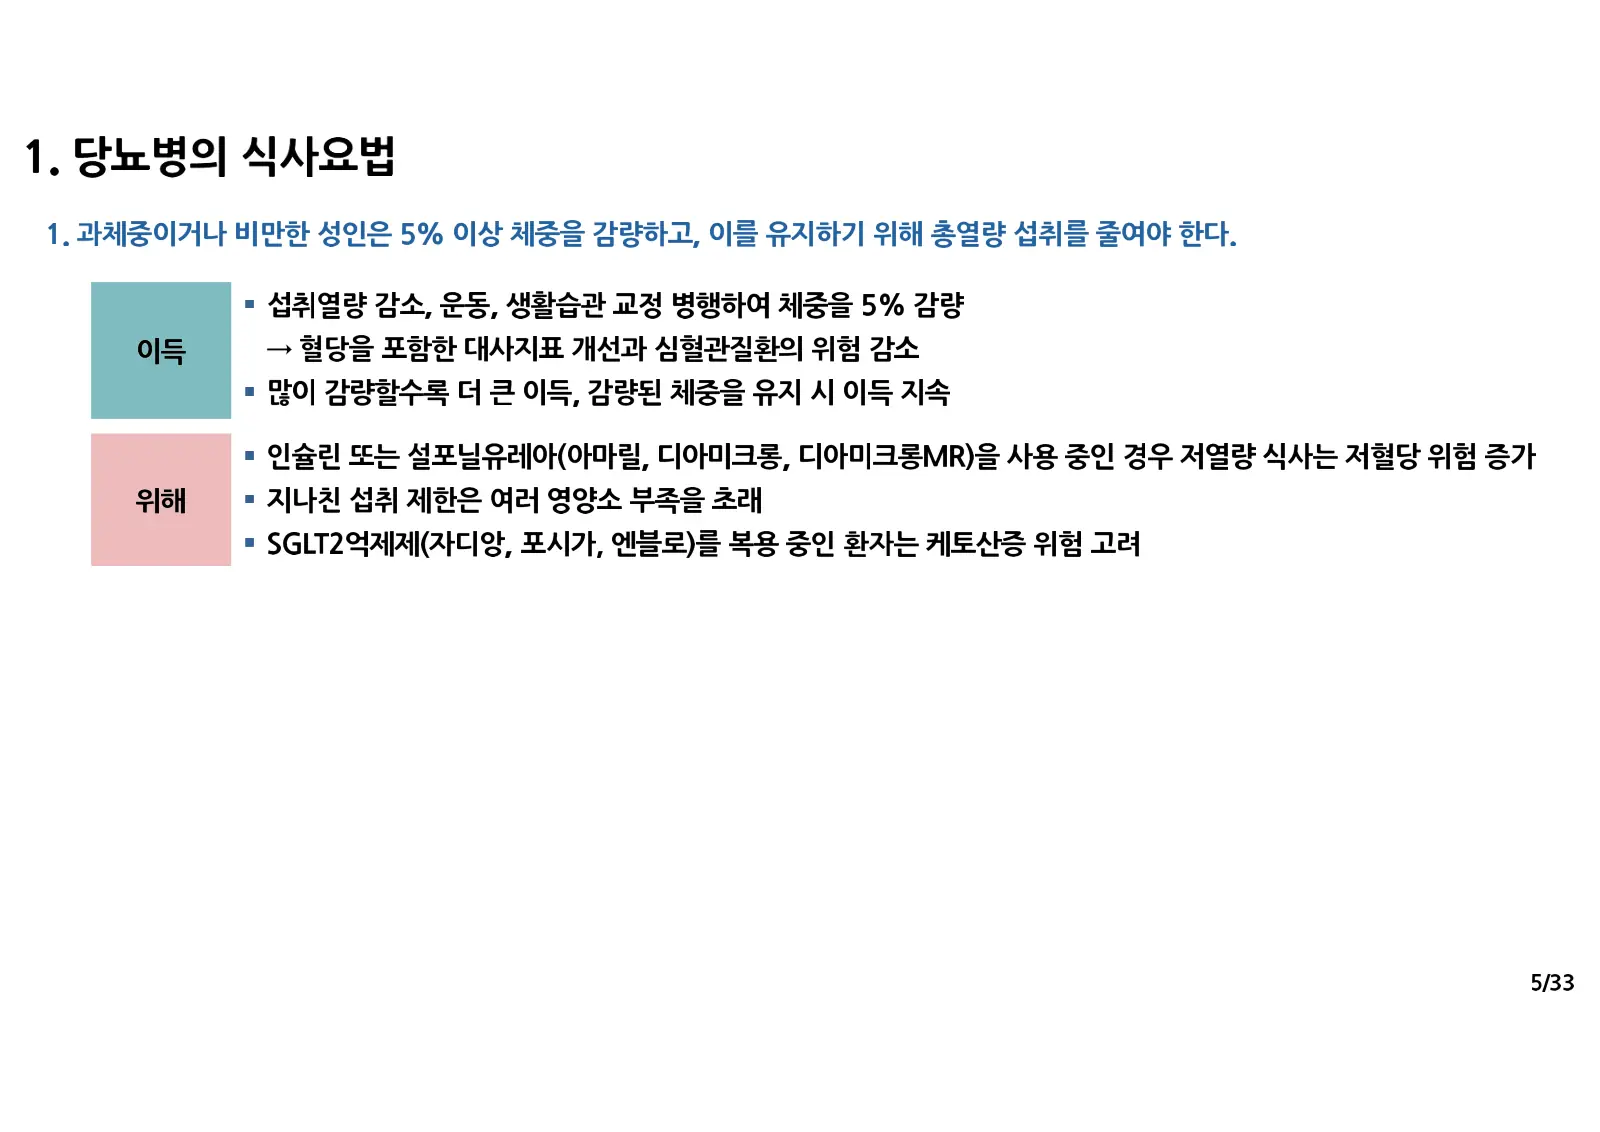 1. 당뇨병의 식사요법
1. 과체중이거나 비만한 성인은 5% 이상 체중을 감량하고, 이를 유지하기 위해 총열량 섭취를 줄여야 한다.
이득
▪ 섭취열량 감소, 운동, 생활습관 교정 병행하여 체중을 5% 감량
→ 혈당을 포함한 대사지표 개선과 심혈관질환의 위험 감소
▪ 많이 감량할수록 더 큰 이득, 감량된 체중을 유지 시 이득 지속
위해
▪ 인슐린 또는 설포닐유레아(아마릴, 디아미크롱, 디아미크롱MR)을 사용 중인 경우 저열량 식사는 저혈당 위험 증가
▪ 지나친 섭취 제한은 여러 영양소 부족을 초래
▪ SGLT2억제제(자디앙, 포시가, 엔블로)를 복용 중인 환자는 케토산증 위험 고려
5/33